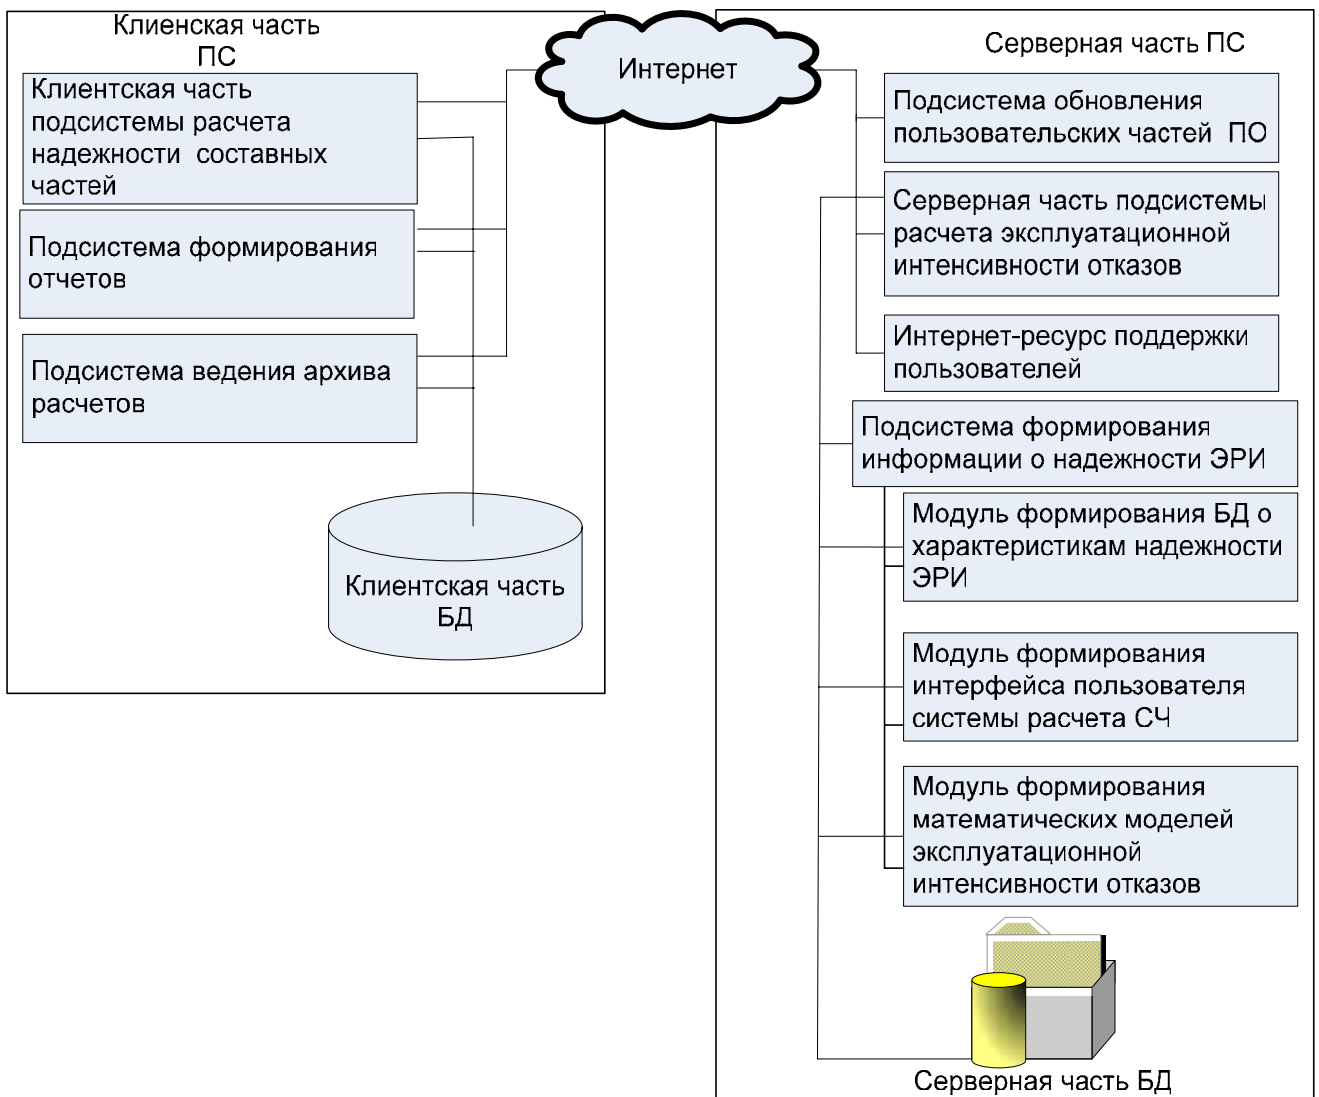 Клиенская часть
ПС
Клиентская часть
подсистемы расчета
надежности составных
частей
Подсистема формирования
отчетов
Подсистема ведения архива
расчетов
Клиентская часть
БД
Интернет
Серверная часть ПС
Подсистема обновления
пользовательских частей ПО
Серверная часть подсистемы
расчета эксплуатационной
интенсивности отказов
Интернет-ресурс поддержки
пользователей
Подсистема формирования
информации о надежности ЭРИ
Модуль формирования БД о
характеристикам надежности
ЭРИ
Модуль формирования
интерфейса пользователя
системы расчета СЧ
Модуль формирования
математических моделей
эксплуатационной
интенсивности отказов
Серверная часть БД